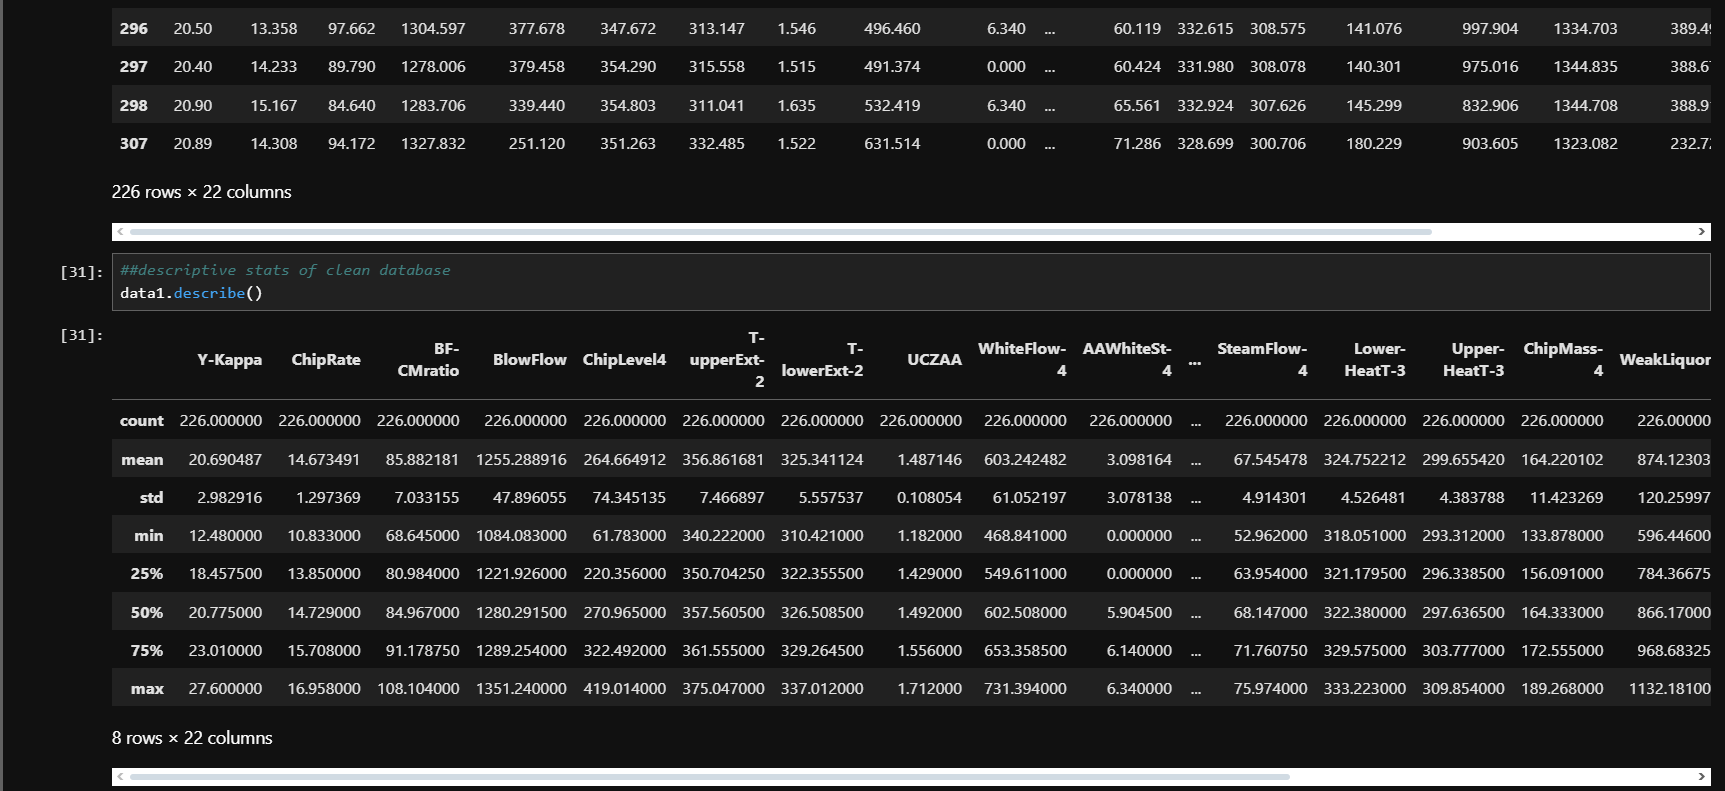 296 20.50 13.358 97.662 1304.597 377.678 347.672 313.147 1.546 496.460 6.340 ... 60.119 332.615 308.575 141.076 997.904 1334.703 389.4
297 20.40 14.233 89.790 1278.006 379.458 354.290 315.558 1.515 491.374 0.000 ... 60.424 331.980 308.078 140.301 975.016 1344.835 388.6
298 20.90 15.167 84.640 1283.706 339.440 354.803 311.041 1.635 532.419 6.340 ... 65.561 332.924 307.626 145.299 832.906 1344.708 388.9
307 20.89 14.308 94.172 1327.832 251.120 351.263 332.485 1.522 631.514 0.000 ... 71.286 328.699 300.706 180.229 903.605 1323.082 232.7
226 rows × 22 columns
[31]: ##descriptive stats of clean database
data1.describe()
[31]:
Y-Kappa ChipRate BF-CMratio BlowFlow ChipLevel4 T-upperExt-2 T-lowerExt-2 UCZAA WhiteFlow-4 AAWhiteSt-4 ... SteamFlow-4 Lower-HeatT-3 Upper-HeatT-3 ChipMass-4 WeakLiquor
count 226.000000 226.000000 226.000000 226.000000 226.000000 226.000000 226.000000 226.000000 226.000000 226.000000 ... 226.000000 226.000000 226.000000 226.000000 226.00000
mean 20.690487 14.673491 85.882181 1255.288916 264.664912 356.861681 325.341124 1.487146 603.242482 3.098164 ... 67.545478 324.752212 299.655420 164.220102 874.12303
std 2.982916 1.297369 7.033155 47.896055 74.345135 7.466897 5.557537 0.108054 61.052197 3.078138 ... 4.914301 4.526481 4.383788 11.423269 120.25997
min 12.480000 10.833000 68.645000 1084.083000 61.783000 340.222000 310.421000 1.182000 468.841000 0.000000 ... 52.962000 318.051000 293.312000 133.878000 596.44600
25% 18.457500 13.850000 80.984000 1221.926000 220.356000 350.704250 322.355500 1.429000 549.611000 0.000000 ... 63.954000 321.179500 296.338500 156.091000 784.36675
50% 20.775000 14.729000 84.967000 1280.291500 270.965000 357.560500 326.508500 1.492000 602.508000 5.904500 ... 68.147000 322.380000 297.636500 164.333000 866.17000
75% 23.010000 15.708000 91.178750 1289.254000 322.492000 361.555000 329.264500 1.556000 653.358500 6.140000 ... 71.760750 329.575000 303.777000 172.555000 968.68325
max 27.600000 16.958000 108.104000 1351.240000 419.014000 375.047000 337.012000 1.712000 731.394000 6.340000 ... 75.974000 333.223000 309.854000 189.268000 1132.18100
8 rows × 22 columns